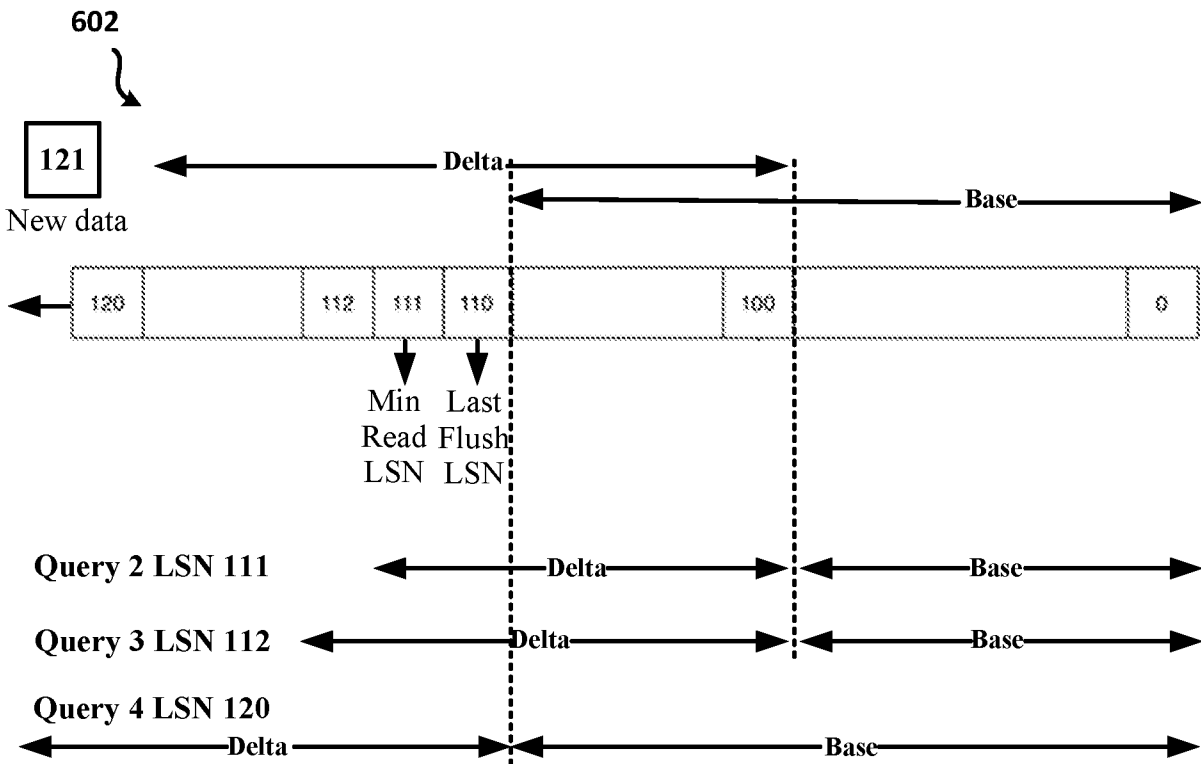 602
121
Delta
Base
New data
120 112 111 110 100 0
Min Last
Read Flush
LSN LSN
Query 2 LSN 111 Delta Base
Query 3 LSN 112 Delta Base
Query 4 LSN 120
Delta Base